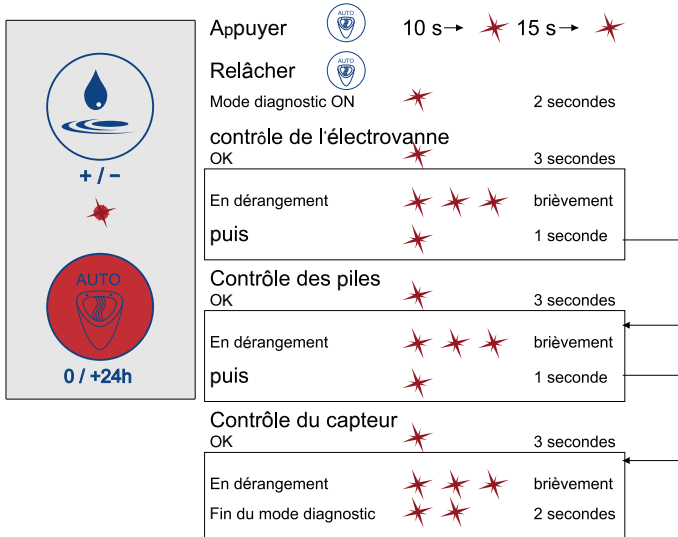 + / −
AUTO
0 / +24h
Appuyer AUTO 10 s→ 15 s→
Relâcher AUTO
Mode diagnostic ON 2 secondes
contrôle de l'électrovanne
OK 3 secondes
En dérangement brièvement
puis 1 seconde
Contrôle des piles
OK 3 secondes
En dérangement brièvement
puis 1 seconde
Contrôle du capteur
OK 3 secondes
En dérangement brièvement
Fin du mode diagnostic 2 secondes